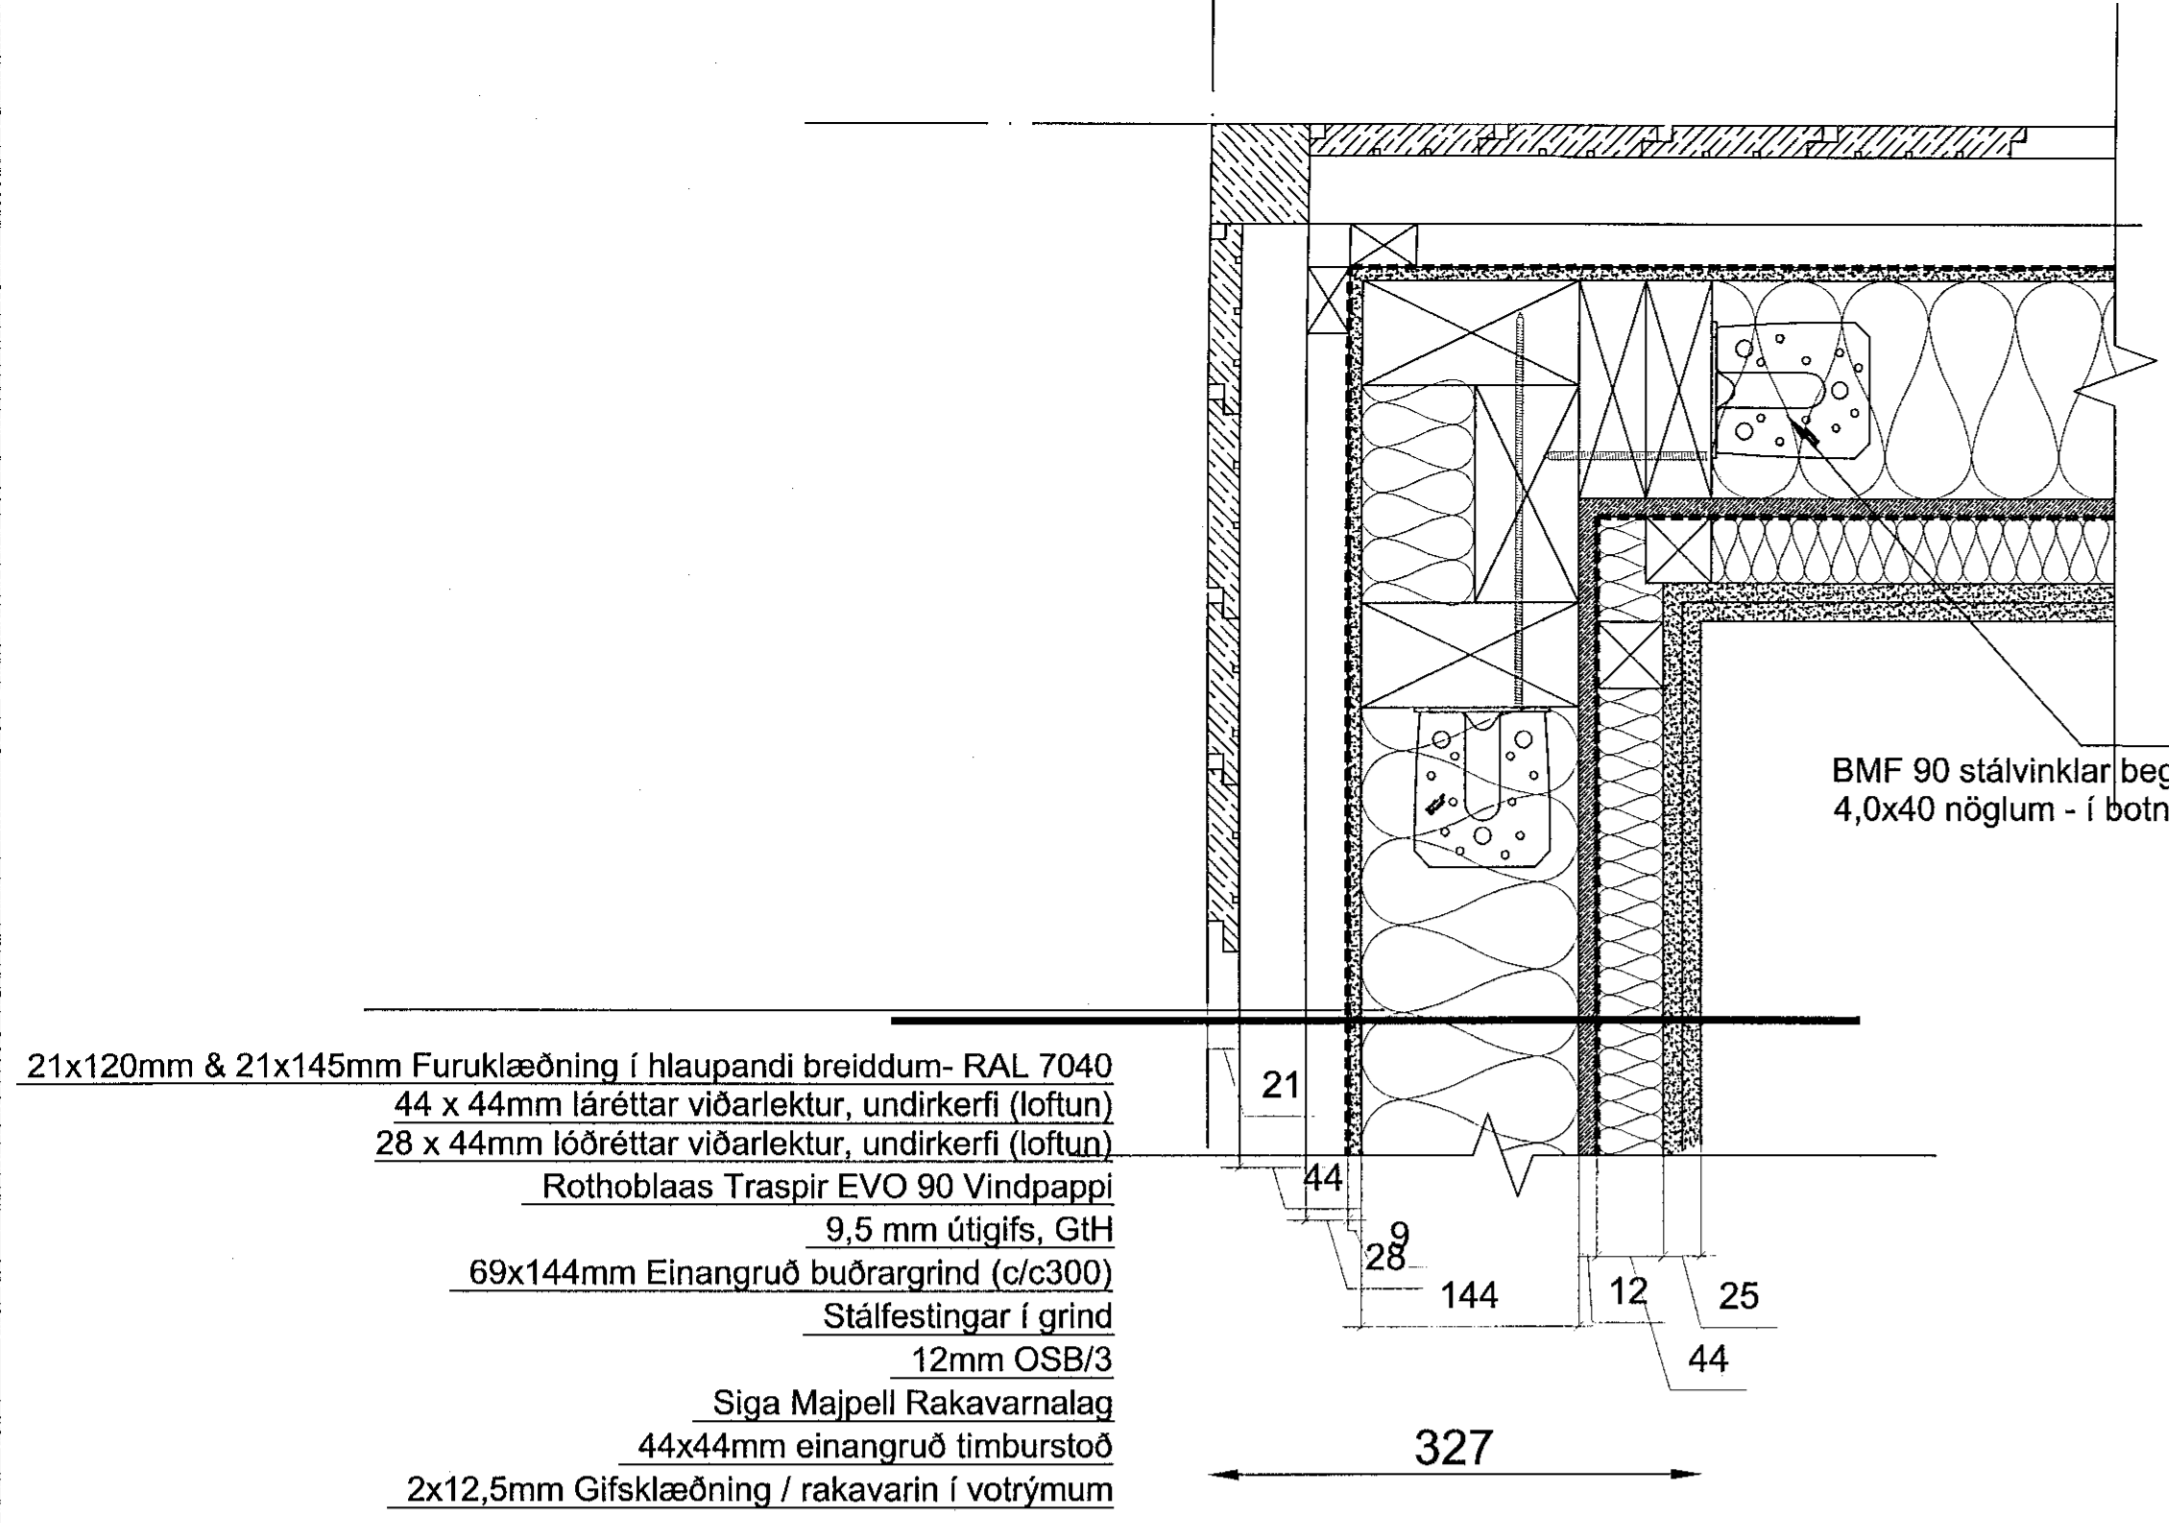 BMF 90 stálvinklar beg
4,0x40 nöglum - í botn
21x120mm & 21x145mm Furuklæðning í hlaupandi breiddum- RAL 7040
44 x 44mm láréttar viðarlektur, undirkerfi (loftun)
28 x 44mm lóðréttar viðarlektur, undirkerfi (loftun)
Rothoblaas Traspir EVO 90 Vindpappi
9,5 mm útigifs, GtH
69x144mm Einangruð buðrargrind (c/c300)
Stálfestingar í grind
12mm OSB/3
Siga Majpell Rakavarnalag
44x44mm einangruð timburstoð
2x12,5mm Gifsklæðning / rakavarin í votrýmum
21
44
9
28
144
12
25
44
327